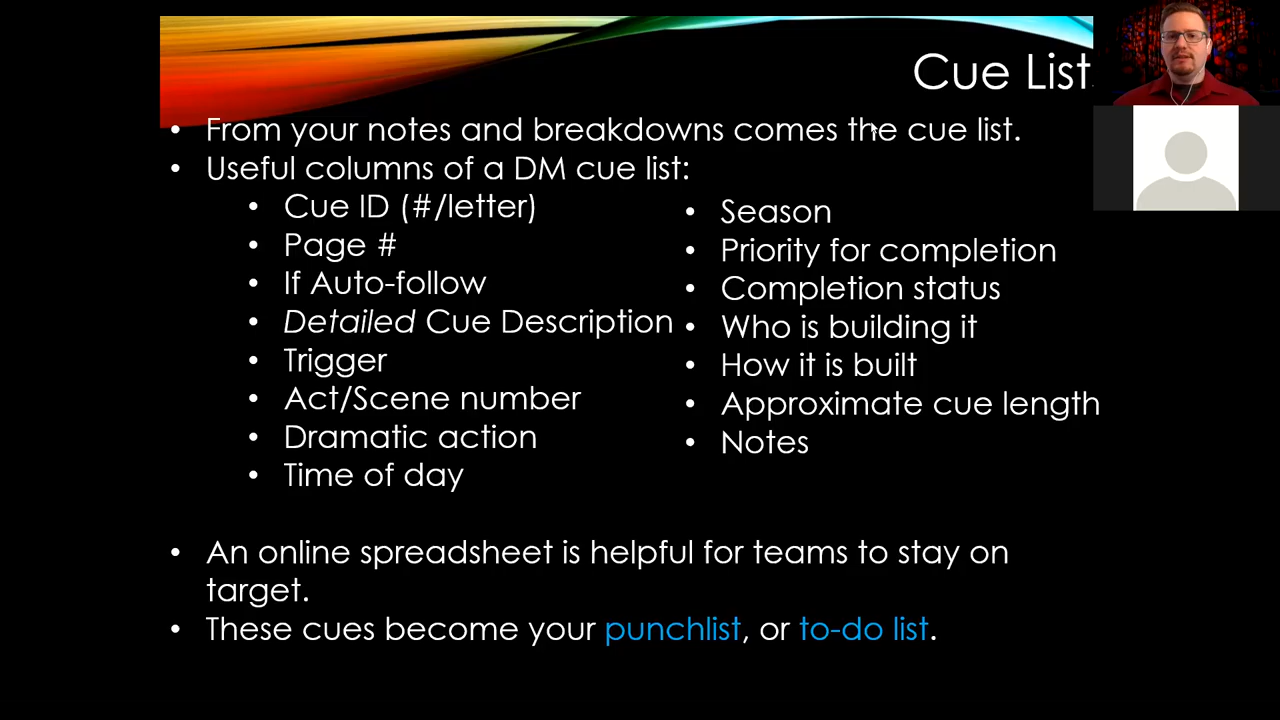 Cue List
• From your notes and breakdowns comes the cue list.
• Useful columns of a DM cue list:
• Cue ID (#/letter)
• Page #
• If Auto-follow
• Detailed Cue Description
• Trigger
• Act/Scene number
• Dramatic action
• Time of day
• Season
• Priority for completion
• Completion status
• Who is building it
• How it is built
• Approximate cue length
• Notes
• An online spreadsheet is helpful for teams to stay on
target.
• These cues become your punchlist, or to-do list.